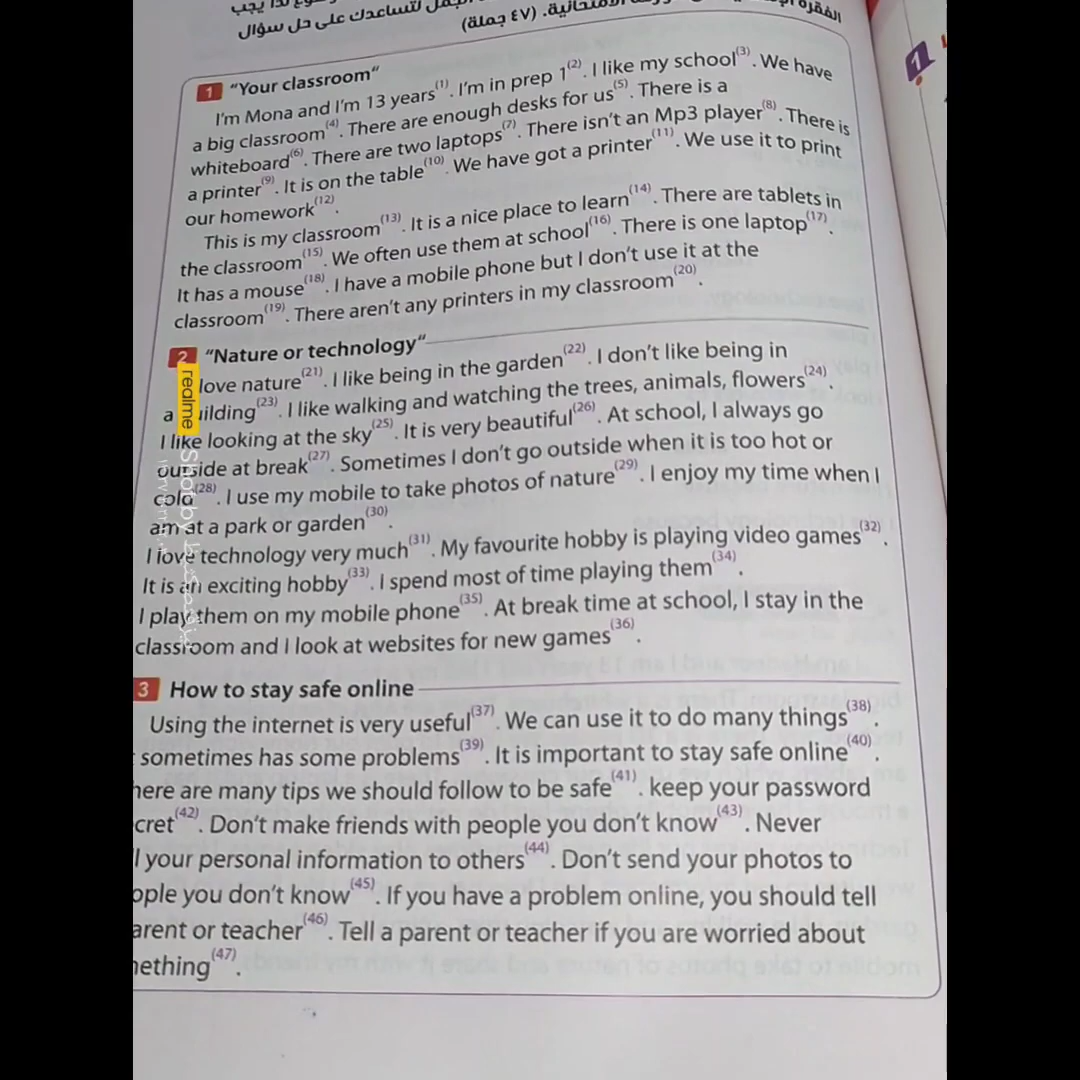 الجمل لتساعدك على حل سؤال
الامتحانية. (٤٧ جملة)
1
1 "Your classroom"
I'm Mona and I'm 13 years(1). I'm in prep 1(2). I like my school(3). We have
a big classroom(4). There are enough desks for us(5). There is a
whiteboard(6). There are two laptops(7). There isn't an Mp3 player(8). There is
a printer(9). It is on the table(10). We have got a printer(11). We use it to print
our homework(12).
This is my classroom(13). It is a nice place to learn(14). There are tablets in
the classroom(15). We often use them at school(16). There is one laptop(17).
It has a mouse(18). I have a mobile phone but I don't use it at the
classroom(19). There aren't any printers in my classroom(20).
2 "Nature or technology"
love nature(21). I like being in the garden(22). I don't like being in
a uilding(23). I like walking and watching the trees, animals, flowers(24).
I like looking at the sky(25). It is very beautiful(26). At school, I always go
outside at break(27). Sometimes I don't go outside when it is too hot or
cold(28). I use my mobile to take photos of nature(29). I enjoy my time when I
am at a park or garden(30).
I love technology very much(31). My favourite hobby is playing video games(32).
It is an exciting hobby(33). I spend most of time playing them(34).
I play them on my mobile phone(35). At break time at school, I stay in the
classroom and I look at websites for new games(36).
3 How to stay safe online
Using the internet is very useful(37). We can use it to do many things(38).
sometimes has some problems(39). It is important to stay safe online(40).
here are many tips we should follow to be safe(41). keep your password
cret(42). Don't make friends with people you don't know(43). Never
l your personal information to others(44). Don't send your photos to
ople you don't know(45). If you have a problem online, you should tell
arent or teacher(46). Tell a parent or teacher if you are worried about
nething(47).
realme
Shot by